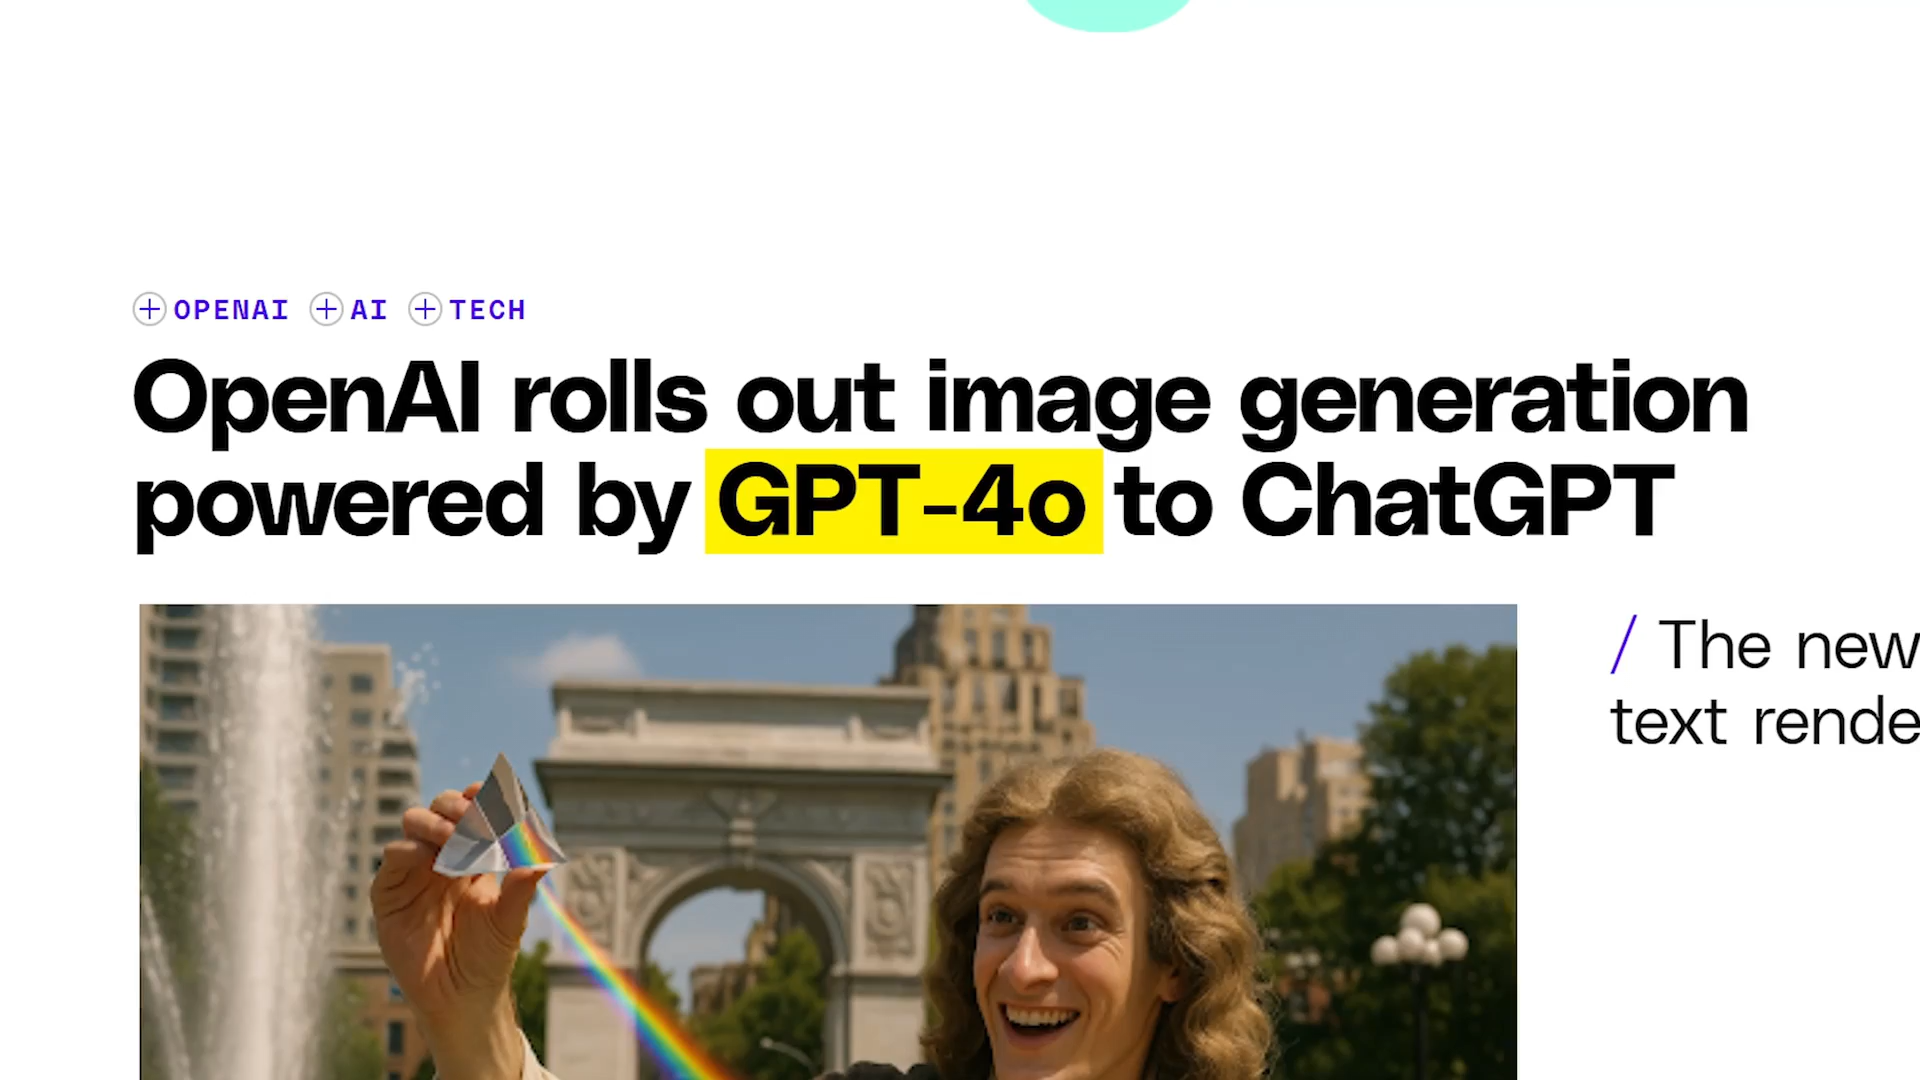 OPENAI AI TECH
OpenAI rolls out image generation
powered by GPT-4o to ChatGPT
/ The new
text rende